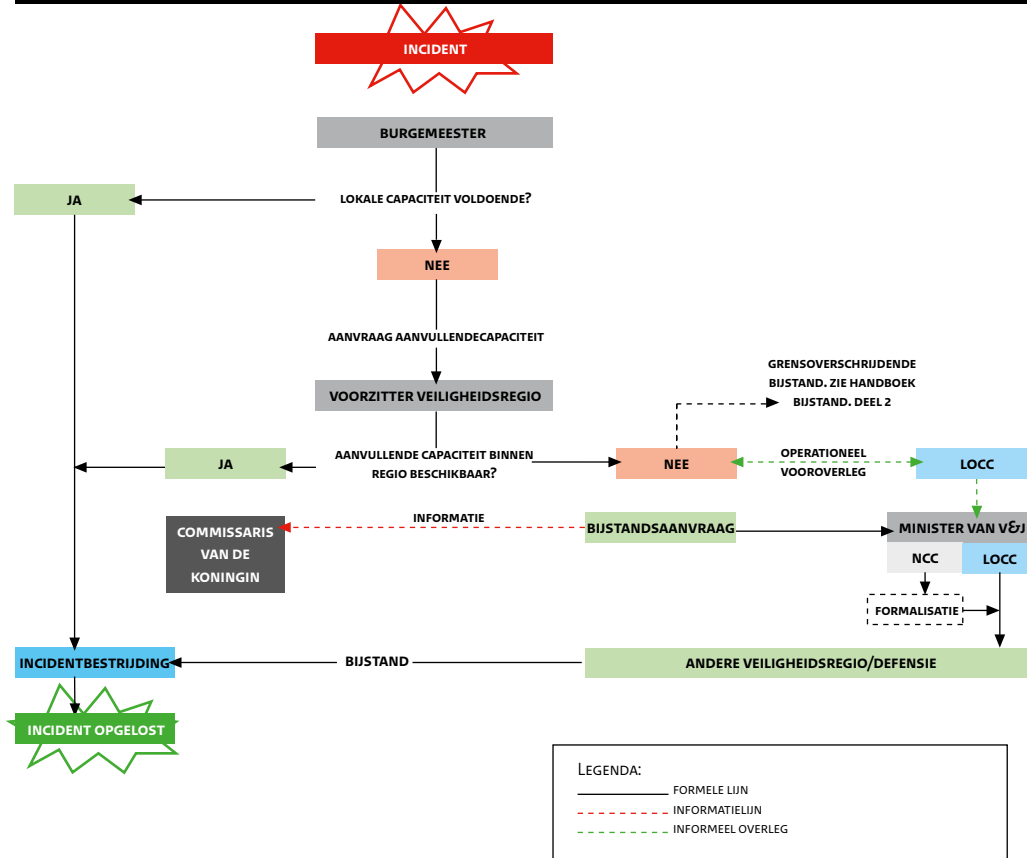 INCIDENT
BURGEMEESTER
JA
LOKALE CAPACITEIT VOLDOENDE?
NEE
AANVRAAG AANVULLENDECAPACITEIT
VOORZITTER VEILIGHEIDSREGIO
GRENSOVERSCHRIJDENDE
BIJSTAND. ZIE HANDBOEK
BIJSTAND. DEEL 2
JA
AANVULLENDE CAPACITEIT BINNEN
REGIO BESCHIKBAAR?
NEE
OPERATIONEEL
VOOROVERLEG
LOCC
COMMISSARIS
VAN DE
KONINGIN
INFORMATIE
BIJSTANDSAANVRAAG
MINISTER VAN V&J
NCC
LOCC
FORMALISATIE
INCIDENTBESTRIJDING
BIJSTAND
ANDERE VEILIGHEIDSREGIO/DEFENSIE
INCIDENT OPGELOST
LEGENDA:
FORMELE LIJN
INFORMATIELIJN
INFORMEEL OVERLEG